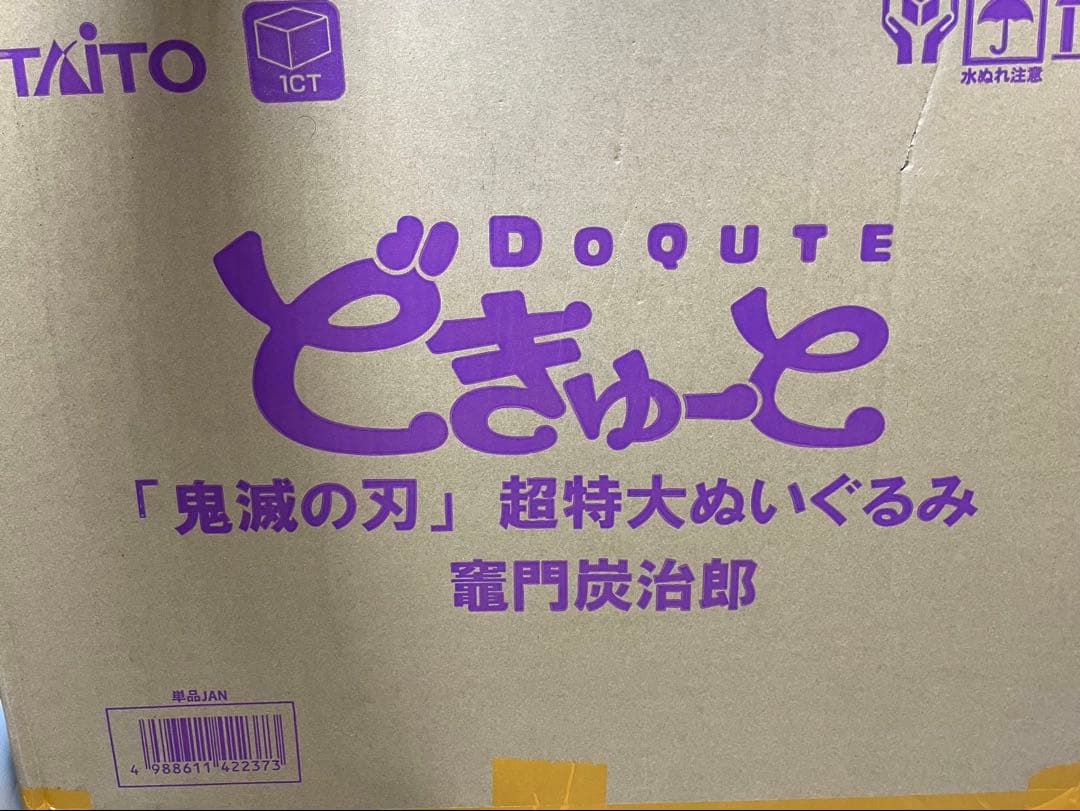 TAITO
1CT
水ぬれ注意
DOQUTE
どきゅーと
「鬼滅の刃」超特大ぬいぐるみ
竈門炭治郎
単品JAN
4 988611 422373